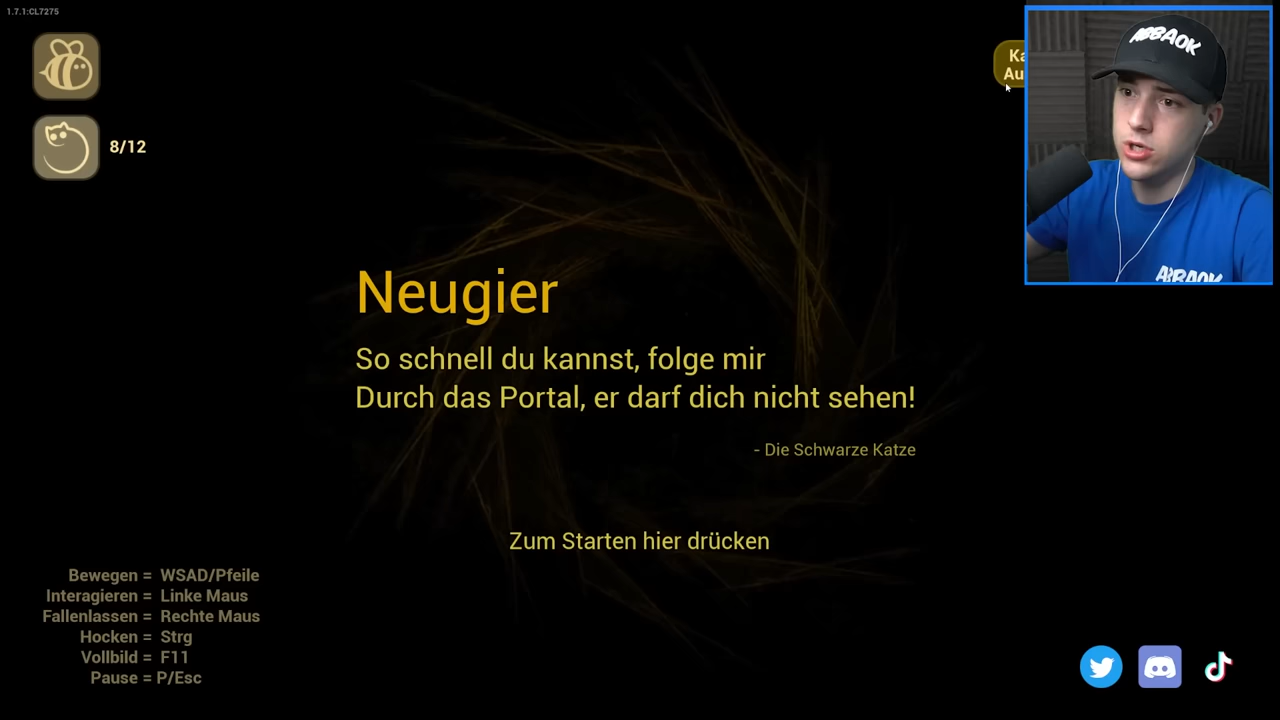 1.7.1:CL7275
8/12
Neugier
So schnell du kannst, folge mir
Durch das Portal, er darf dich nicht sehen!
- Die Schwarze Katze
Zum Starten hier drücken
Bewegen = WSAD/Pfeile
Interagieren = Linke Maus
Fallenlassen = Rechte Maus
Hocken = Strg
Vollbild = F11
Pause = P/Esc